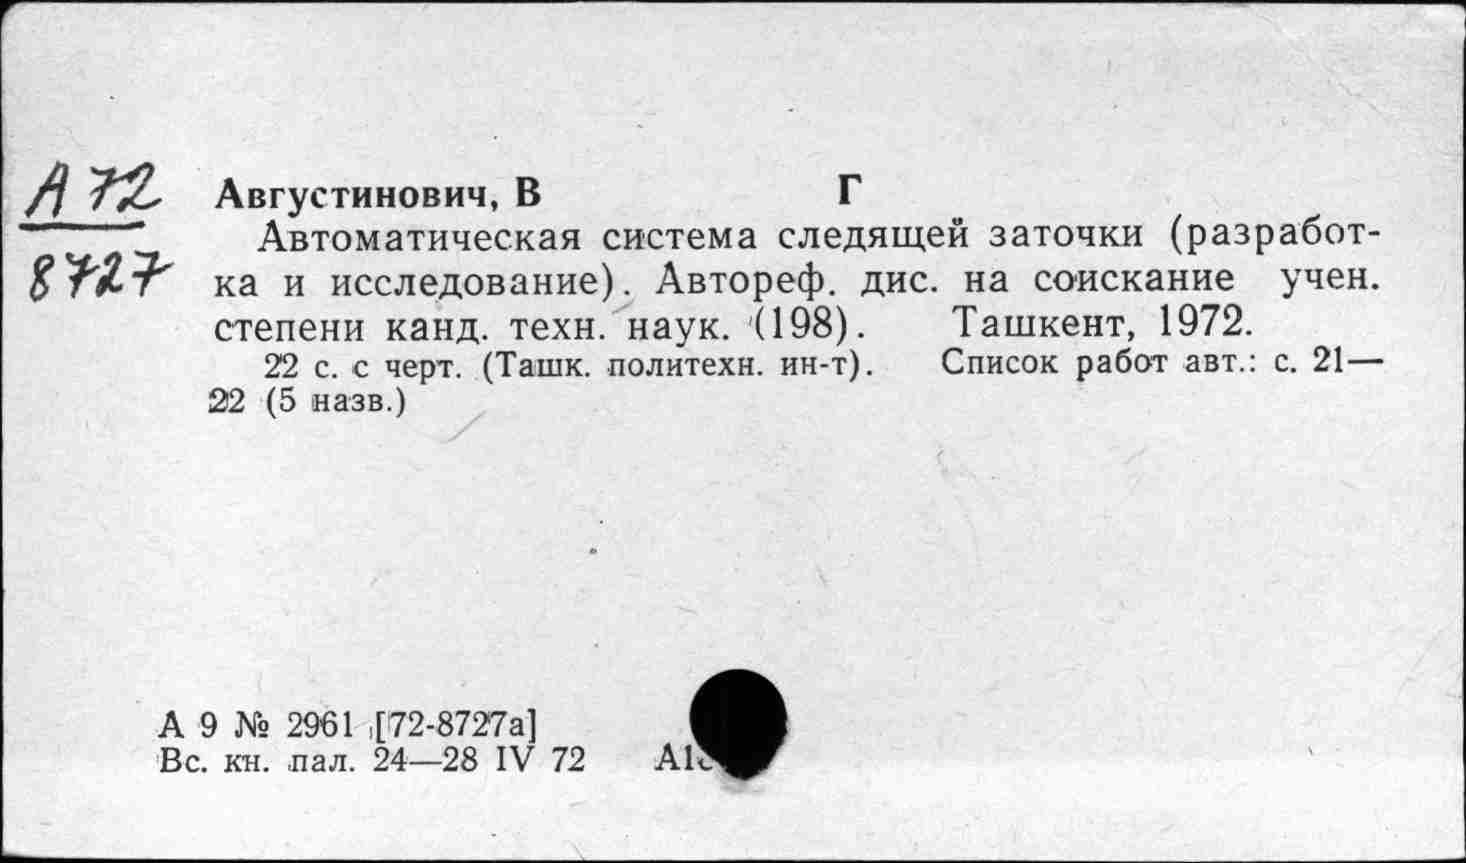 А 72
8727
Августинович, В Г
Автоматическая система следящей заточки (разработ-
ка и исследование). Автореф. дис. на соискание учен.
степени канд. техн. наук. (198). Ташкент, 1972.
22 с. с черт. (Ташк. политехн. ин-т). Список работ авт.: с. 21—
22 (5 назв.)
А 9 № 2961 [72-8727а]
Вс. кн. пал. 24—28 IV 72